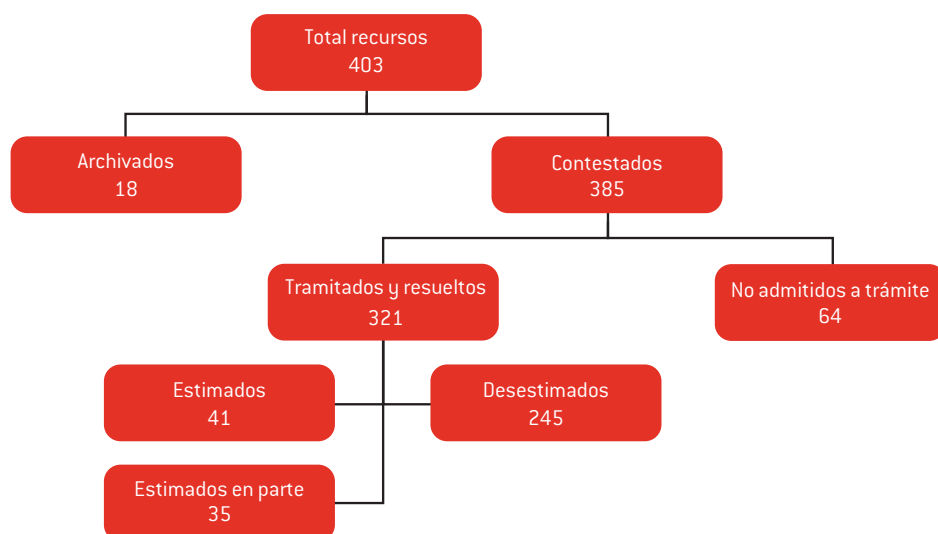 Total recursos
403
Archivados
18
Contestados
385
Tramitados y resueltos
321
No admitidos a trámite
64
Estimados
41
Desestimados
245
Estimados en parte
35